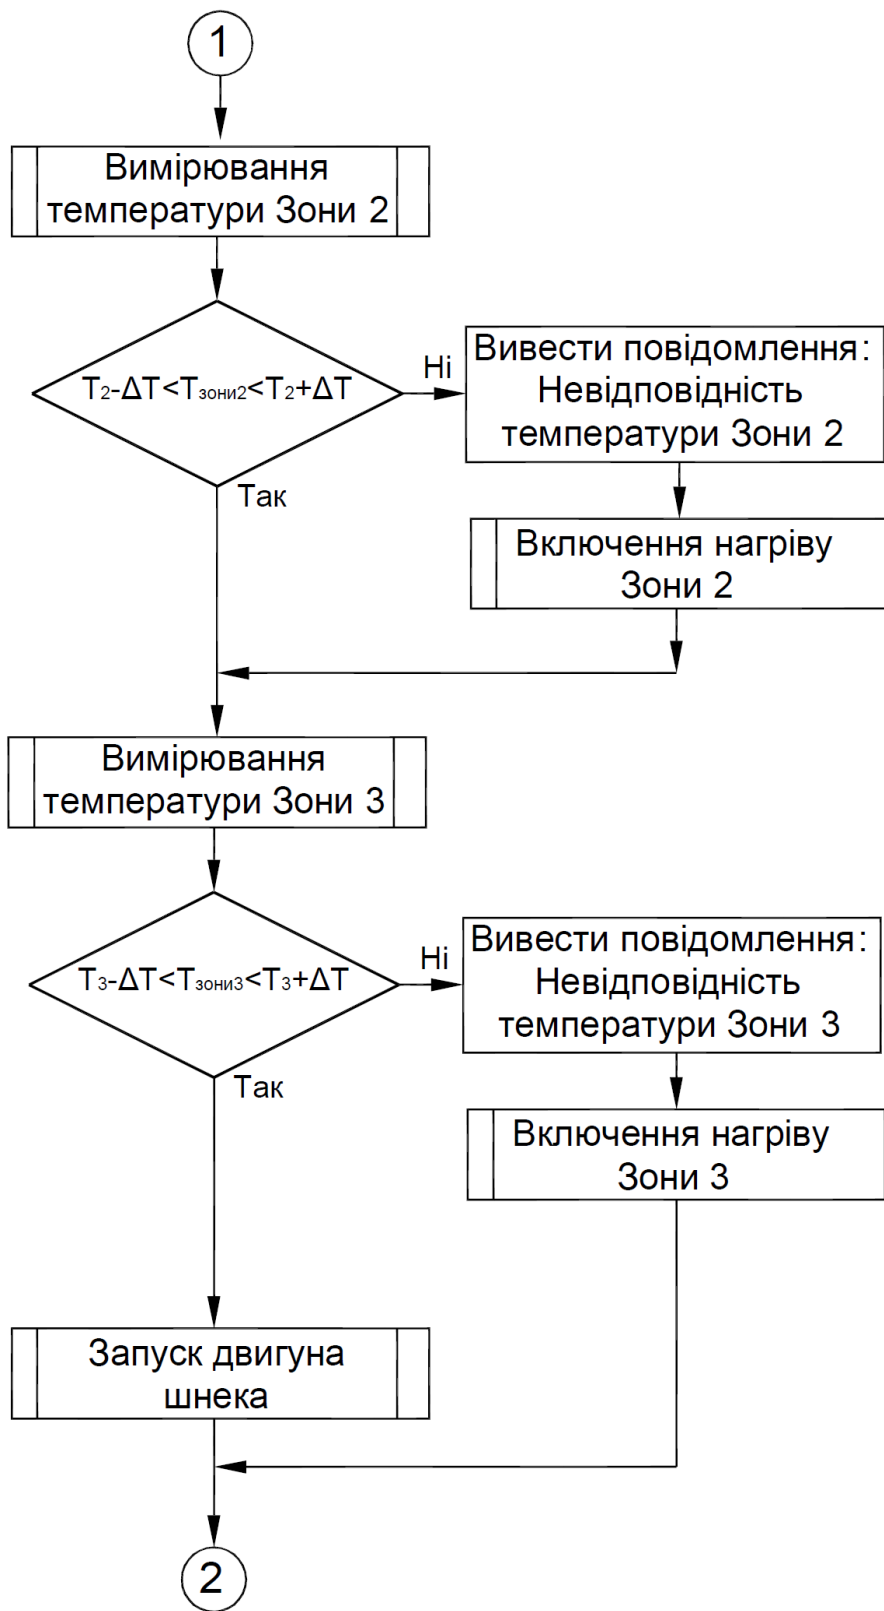 1
Вимірювання
температури Зони 2
T₂-ΔT<Tзони2<T₂+ΔT
Ні
Вивести повідомлення:
Невідповідність
температури Зони 2
Так
Включення нагріву
Зони 2
Вимірювання
температури Зони 3
T₃-ΔT<Tзони3<T₃+ΔT
Ні
Вивести повідомлення:
Невідповідність
температури Зони 3
Так
Включення нагріву
Зони 3
Запуск двигуна
шнека
2